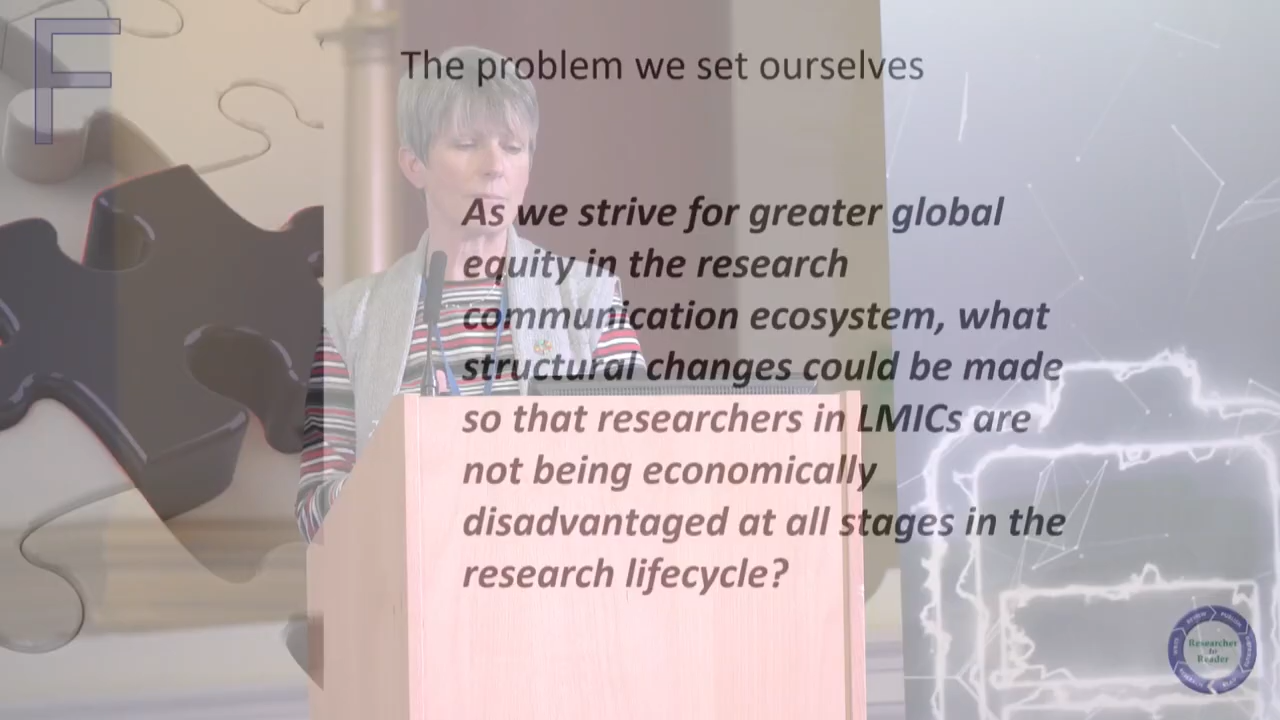 F
The problem we set ourselves
As we strive for greater global
equity in the research
communication ecosystem, what
structural changes could be made
so that researchers in LMICs are
not being economically
disadvantaged at all stages in the
research lifecycle?
Researcher
to
Reader